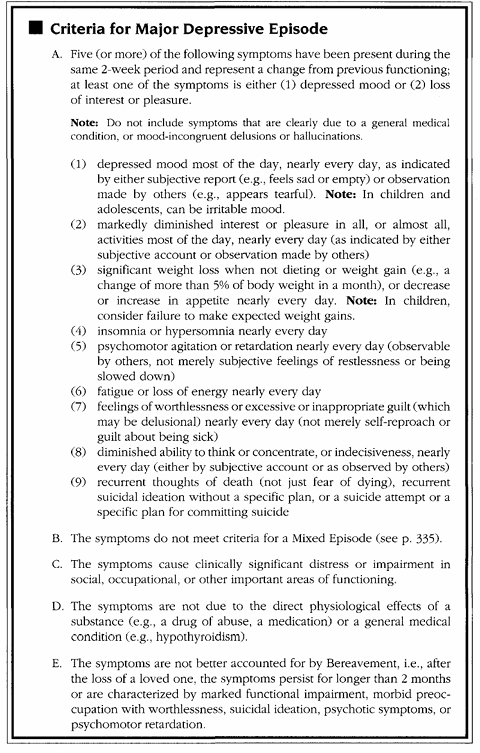 ■ Criteria for Major Depressive Episode
A. Five (or more) of the following symptoms have been present during the
same 2-week period and represent a change from previous functioning;
at least one of the symptoms is either (1) depressed mood or (2) loss
of interest or pleasure.
Note: Do not include symptoms that are clearly due to a general medical
condition, or mood-incongruent delusions or hallucinations.
(1) depressed mood most of the day, nearly every day, as indicated
by either subjective report (e.g., feels sad or empty) or observation
made by others (e.g., appears tearful). Note: In children and
adolescents, can be irritable mood.
(2) markedly diminished interest or pleasure in all, or almost all,
activities most of the day, nearly every day (as indicated by either
subjective account or observation made by others)
(3) significant weight loss when not dieting or weight gain (e.g., a
change of more than 5% of body weight in a month), or decrease
or increase in appetite nearly every day. Note: In children,
consider failure to make expected weight gains.
(4) insomnia or hypersomnia nearly every day
(5) psychomotor agitation or retardation nearly every day (observable
by others, not merely subjective feelings of restlessness or being
slowed down)
(6) fatigue or loss of energy nearly every day
(7) feelings of worthlessness or excessive or inappropriate guilt (which
may be delusional) nearly every day (not merely self-reproach or
guilt about being sick)
(8) diminished ability to think or concentrate, or indecisiveness, nearly
every day (either by subjective account or as observed by others)
(9) recurrent thoughts of death (not just fear of dying), recurrent
suicidal ideation without a specific plan, or a suicide attempt or a
specific plan for committing suicide
B. The symptoms do not meet criteria for a Mixed Episode (see p. 335).
C. The symptoms cause clinically significant distress or impairment in
social, occupational, or other important areas of functioning.
D. The symptoms are not due to the direct physiological effects of a
substance (e.g., a drug of abuse, a medication) or a general medical
condition (e.g., hypothyroidism).
E. The symptoms are not better accounted for by Bereavement, i.e., after
the loss of a loved one, the symptoms persist for longer than 2 months
or are characterized by marked functional impairment, morbid preoc-
cupation with worthlessness, suicidal ideation, psychotic symptoms, or
psychomotor retardation.